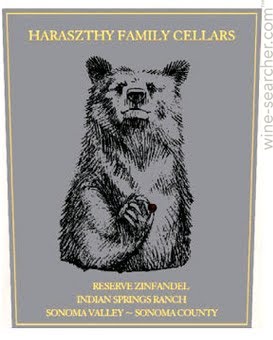 HARASZTHY FAMILY CELLARS
RESERVE ZINFANDEL
INDIAN SPRINGS RANCH
SONOMA VALLEY ~ SONOMA COUNTY
wine-searcher.com